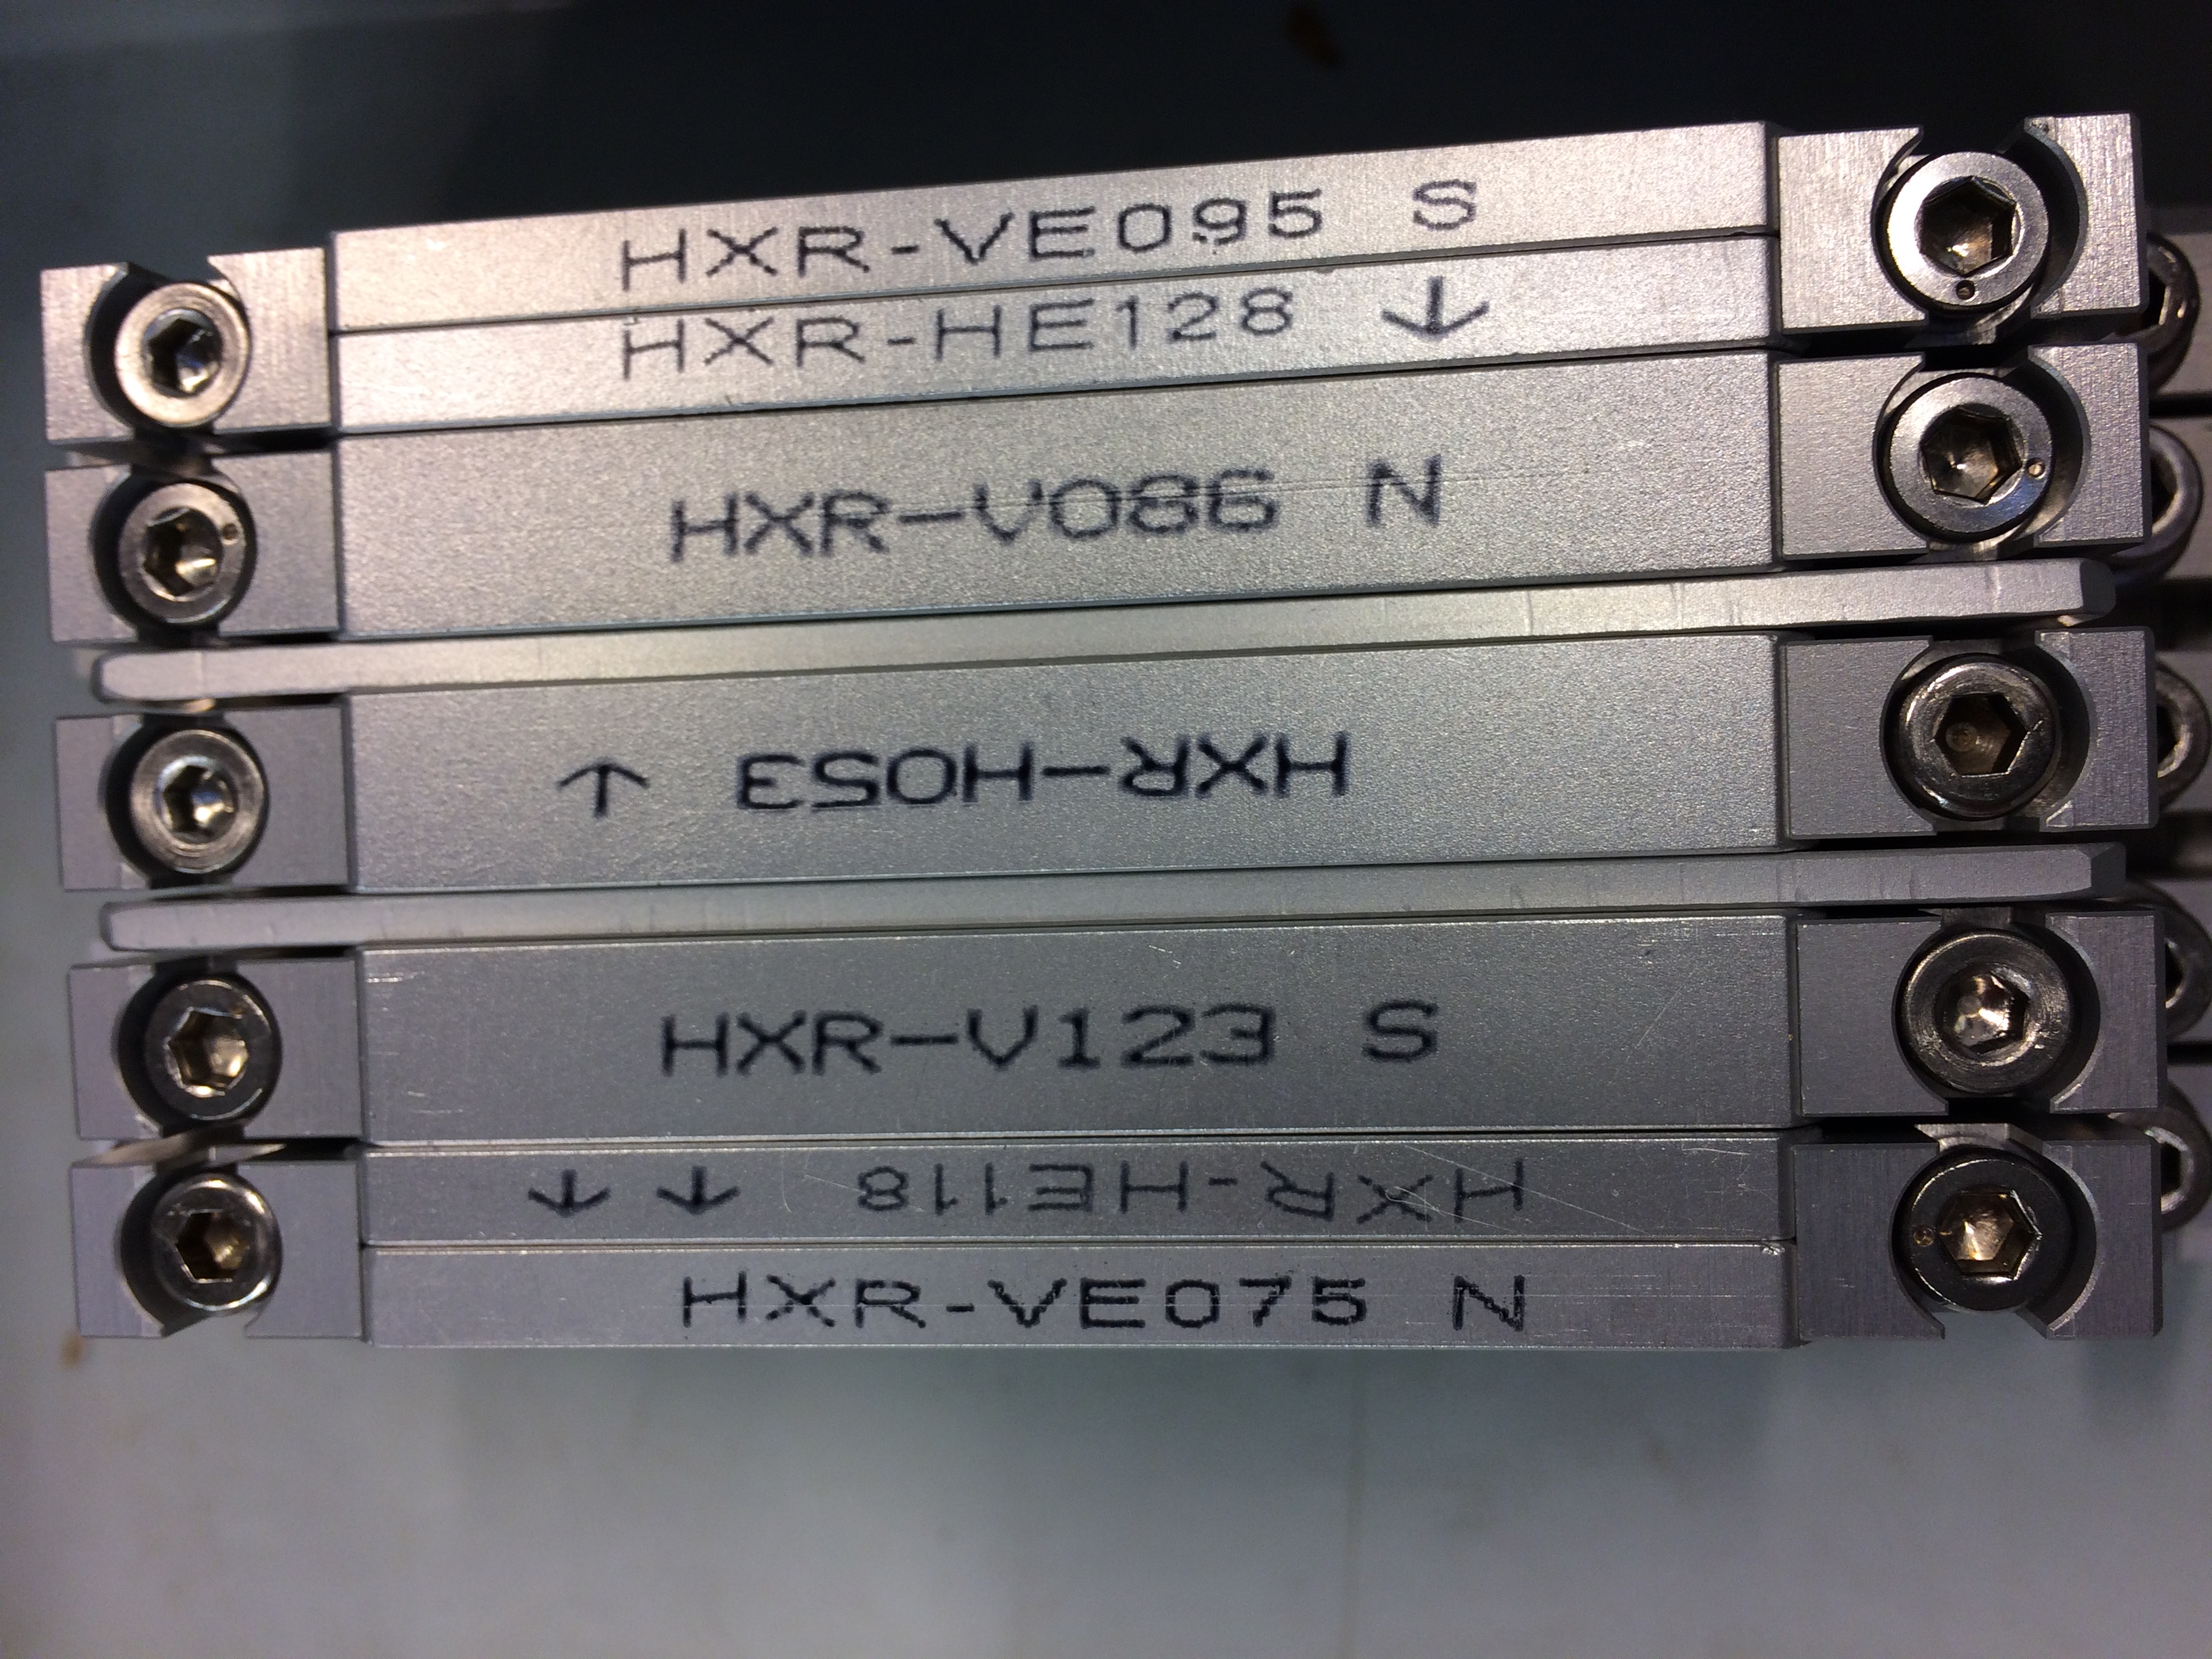 HXR-VE095 S
HXR-HE128 ↓
HXR-V086 N
HXR-H053 ↓
HXR-V123 S
HXR-HE118 ↓ ↓
HXR-VE075 N